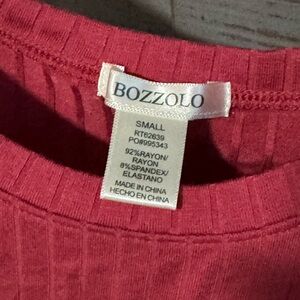 BOZZOLO
SMALL
RT62639
PO#995343
92%RAYON/
RAYON
8%SPANDEX/
ELASTANO
MADE IN CHINA
HECHO EN CHINA